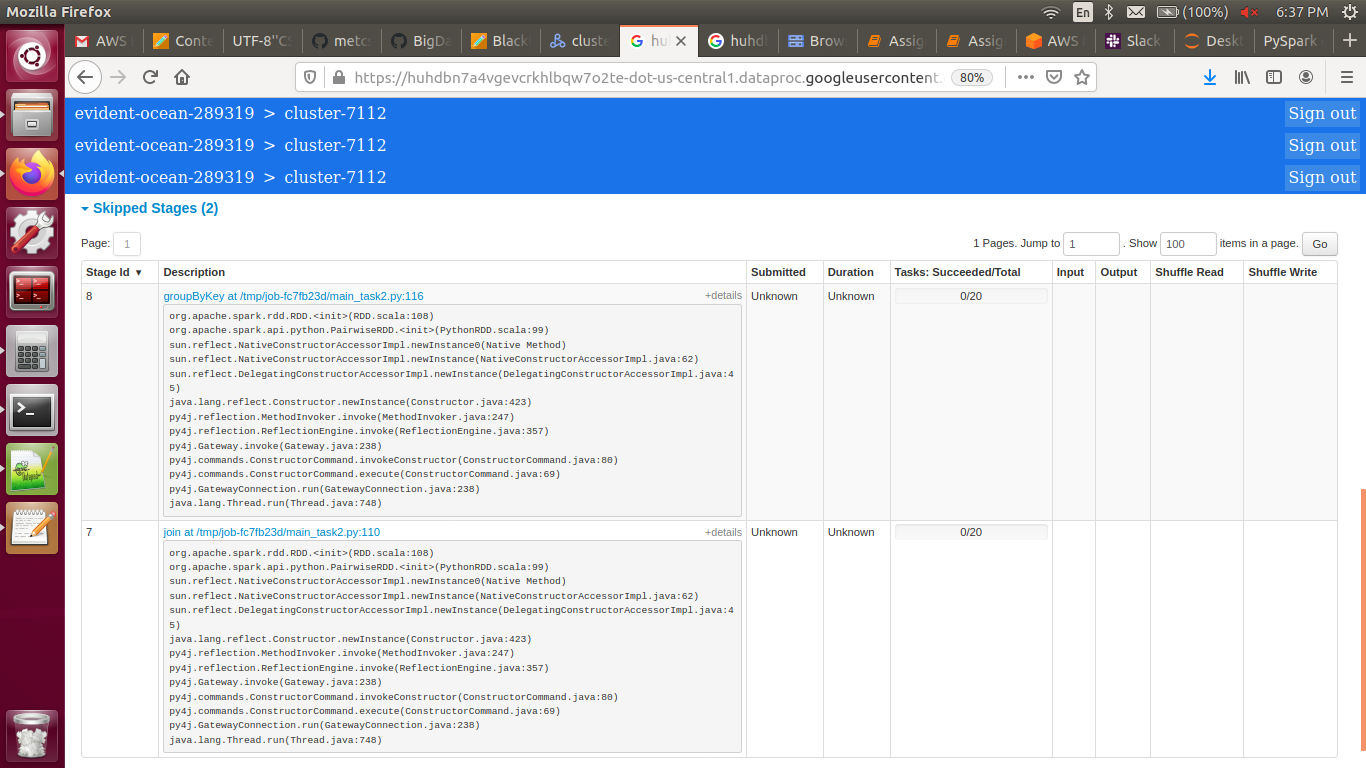 Mozilla Firefox
En
(100%)
6:37 PM
AWS
Conte
UTF-8''CS
metc
BigDa
Black
cluste
hul
huhdl
Brow
Assig
Assig
AWS
Slack
Deskt
PySpark
https://huhdbn7a4vgevcrkhlbqw7o2te-dot-us-central1.dataproc.googleusercontent.
80%
evident-ocean-289319 > cluster-7112
Sign out
evident-ocean-289319 > cluster-7112
Sign out
evident-ocean-289319 > cluster-7112
Sign out
Skipped Stages (2)
Page: 1
1 Pages. Jump to 1 . Show 100 items in a page. Go
Stage Id ▾ Description Submitted Duration Tasks: Succeeded/Total Input Output Shuffle Read Shuffle Write
8 groupByKey at /tmp/job-fc7fb23d/main_task2.py:116 +details Unknown Unknown 0/20
org.apache.spark.rdd.RDD.<init>(RDD.scala:108)
org.apache.spark.api.python.PairwiseRDD.<init>(PythonRDD.scala:99)
sun.reflect.NativeConstructorAccessorImpl.newInstance0(Native Method)
sun.reflect.NativeConstructorAccessorImpl.newInstance(NativeConstructorAccessorImpl.java:62)
sun.reflect.DelegatingConstructorAccessorImpl.newInstance(DelegatingConstructorAccessorImpl.java:4
5)
java.lang.reflect.Constructor.newInstance(Constructor.java:423)
py4j.reflection.MethodInvoker.invoke(MethodInvoker.java:247)
py4j.reflection.ReflectionEngine.invoke(ReflectionEngine.java:357)
py4j.Gateway.invoke(Gateway.java:238)
py4j.commands.ConstructorCommand.invokeConstructor(ConstructorCommand.java:80)
py4j.commands.ConstructorCommand.execute(ConstructorCommand.java:69)
py4j.GatewayConnection.run(GatewayConnection.java:238)
java.lang.Thread.run(Thread.java:748)
7 join at /tmp/job-fc7fb23d/main_task2.py:110 +details Unknown Unknown 0/20
org.apache.spark.rdd.RDD.<init>(RDD.scala:108)
org.apache.spark.api.python.PairwiseRDD.<init>(PythonRDD.scala:99)
sun.reflect.NativeConstructorAccessorImpl.newInstance0(Native Method)
sun.reflect.NativeConstructorAccessorImpl.newInstance(NativeConstructorAccessorImpl.java:62)
sun.reflect.DelegatingConstructorAccessorImpl.newInstance(DelegatingConstructorAccessorImpl.java:4
5)
java.lang.reflect.Constructor.newInstance(Constructor.java:423)
py4j.reflection.MethodInvoker.invoke(MethodInvoker.java:247)
py4j.reflection.ReflectionEngine.invoke(ReflectionEngine.java:357)
py4j.Gateway.invoke(Gateway.java:238)
py4j.commands.ConstructorCommand.invokeConstructor(ConstructorCommand.java:80)
py4j.commands.ConstructorCommand.execute(ConstructorCommand.java:69)
py4j.GatewayConnection.run(GatewayConnection.java:238)
java.lang.Thread.run(Thread.java:748)